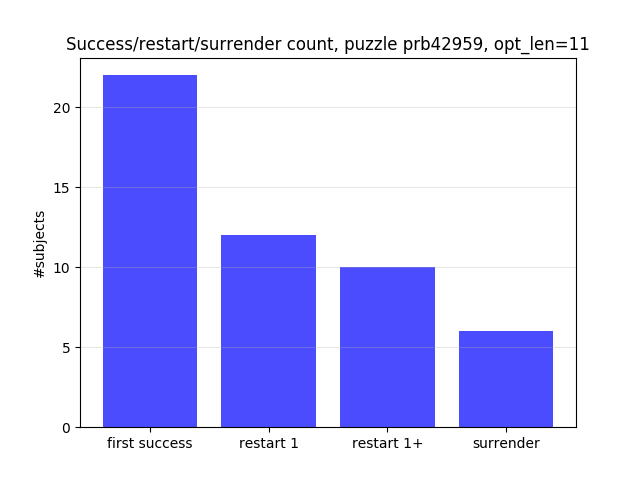 Success/restart/surrender count, puzzle prb42959, opt_len=11
#subjects
20
15
10
5
0
first success restart 1 restart 1+ surrender